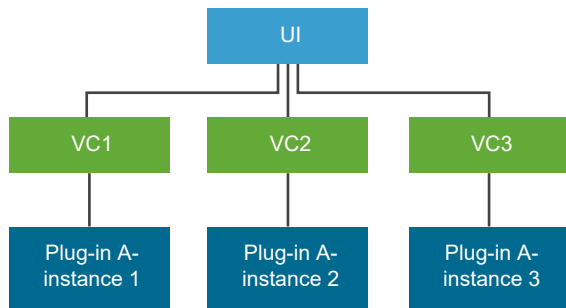 UI
VC1
VC2
VC3
Plug-in A-
instance 1
Plug-in A-
instance 2
Plug-in A-
instance 3